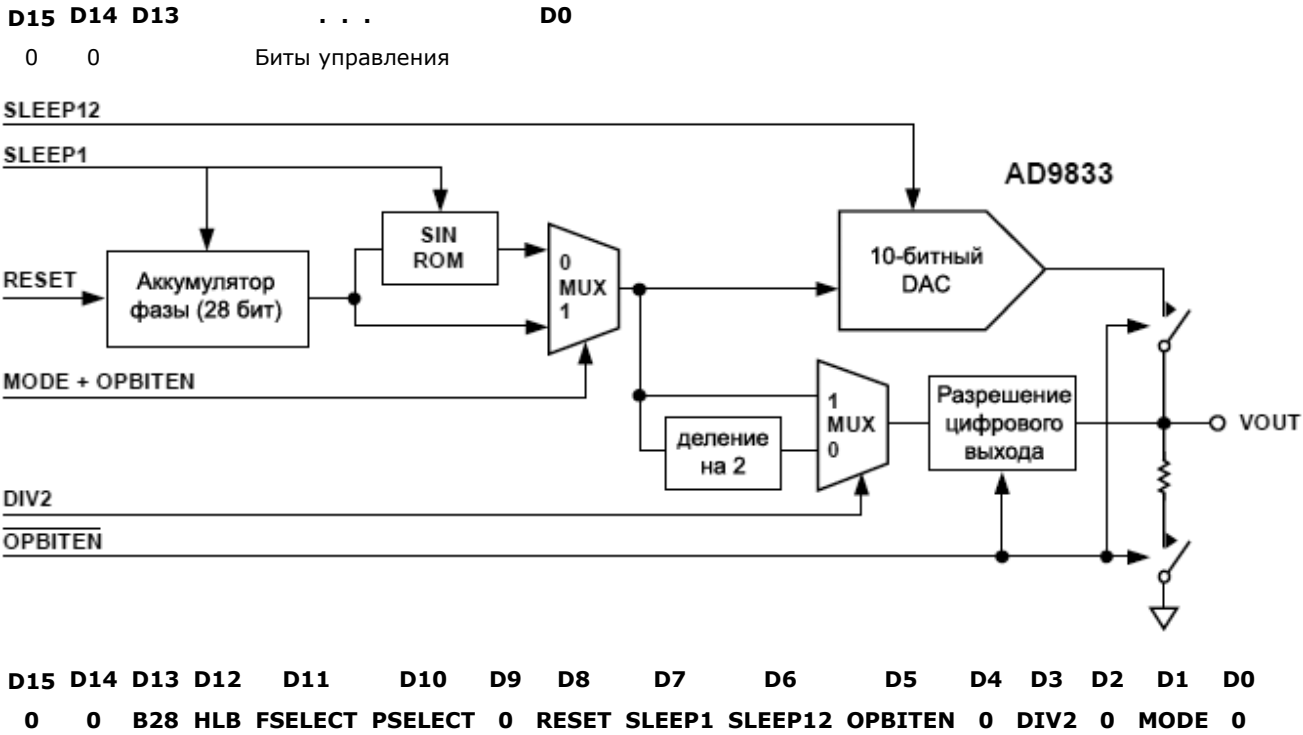 D15 D14 D13 . . . D0
0 0 Биты управления
SLEEP12
SLEEP1
AD9833
SIN
ROM
10-битный
DAC
0
MUX
1
RESET
Аккумулятор
фазы (28 бит)
MODE + OPBITEN
1
MUX
0
Разрешение
цифрового
выхода
VOUT
деление
на 2
DIV2
OPBITEN
D15 D14 D13 D12 D11 D10 D9 D8 D7 D6 D5 D4 D3 D2 D1 D0
0 0 B28 HLB FSELECT PSELECT 0 RESET SLEEP1 SLEEP12 OPBITEN 0 DIV2 0 MODE 0